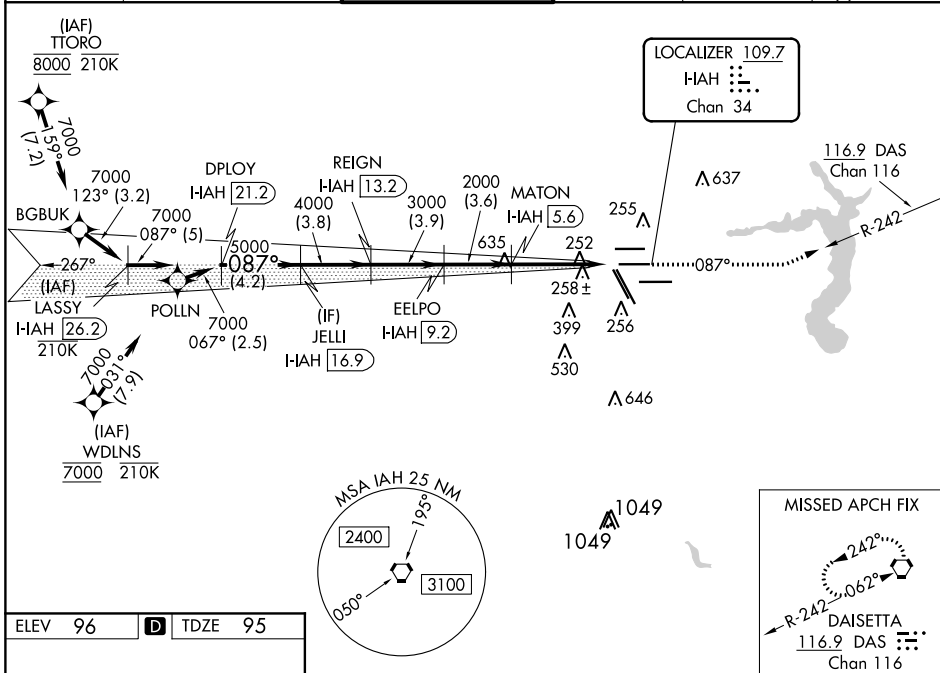 (IAF)
TTORO
8000 210K
7000
159°
(7.2)
7000
123° (3.2)
BGBUK
7000
087° (5)
267°
(IAF)
LASSY
I-IAH 26.2
210K
POLLN
7000
067° (2.5)
7000
031°
(7.9)
(IAF)
WDLNS
7000 210K
DPLOY
I-IAH 21.2
5000
087°
(4.2)
4000
(3.8)
(IF)
JELLI
I-IAH 16.9
REIGN
I-IAH 13.2
3000
(3.9)
EELPO
I-IAH 9.2
2000
(3.6)
MATON
I-IAH 5.6
635
252
258 ±
399
530
255
256
637
646
LOCALIZER 109.7
I-IAH
Chan 34
116.9 DAS
Chan 116
R-242
087°
1049
1049
MSA IAH 25 NM
195°
2400
3100
050°
MISSED APCH FIX
242°
062°
R-242
DAISETTA
116.9 DAS
Chan 116
ELEV 96 D TDZE 95